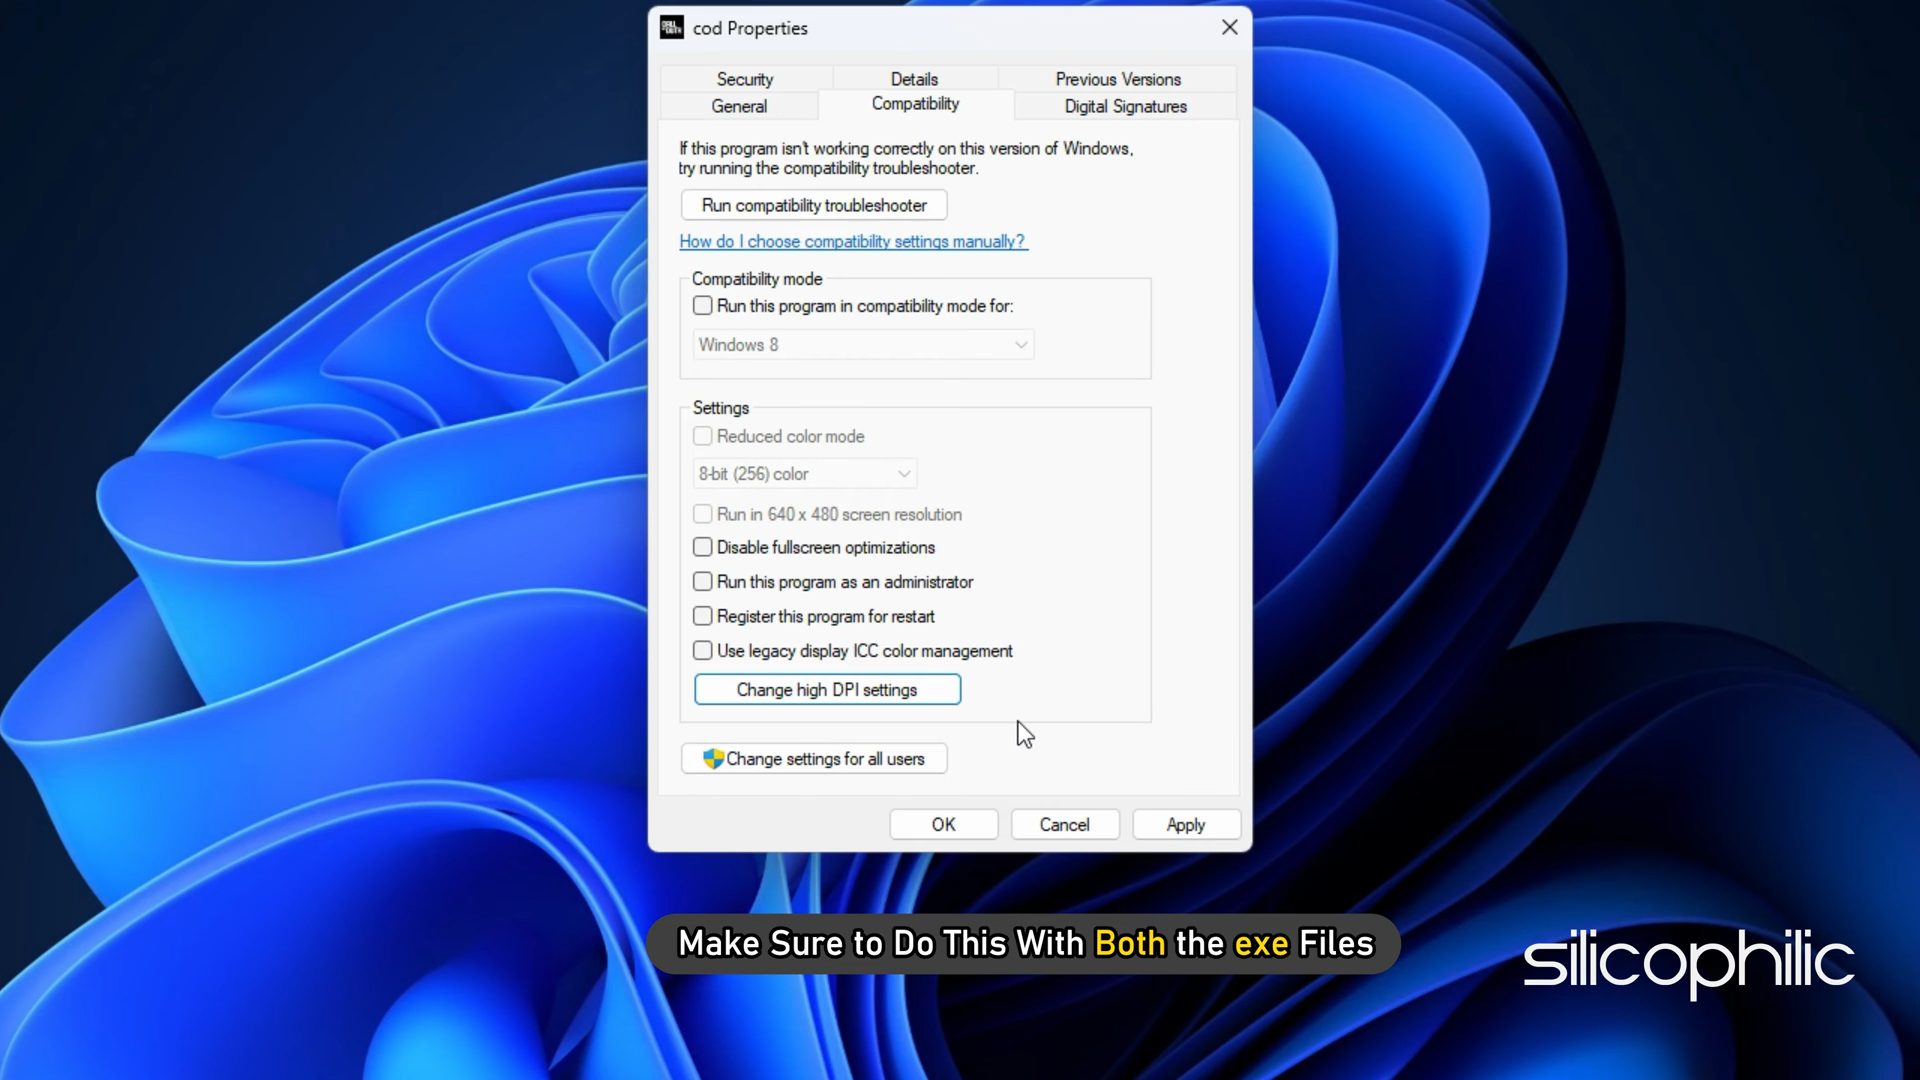 cod Properties
Security
Details
Previous Versions
General
Compatibility
Digital Signatures
If this program isn't working correctly on this version of Windows,
try running the compatibility troubleshooter.
Run compatibility troubleshooter
How do I choose compatibility settings manually?
Compatibility mode
Run this program in compatibility mode for:
Windows 8
Settings
Reduced color mode
8-bit (256) color
Run in 640 x 480 screen resolution
Disable fullscreen optimizations
Run this program as an administrator
Register this program for restart
Use legacy display ICC color management
Change high DPI settings
Change settings for all users
OK
Cancel
Apply
Make Sure to Do This With Both the exe Files
silicophilic